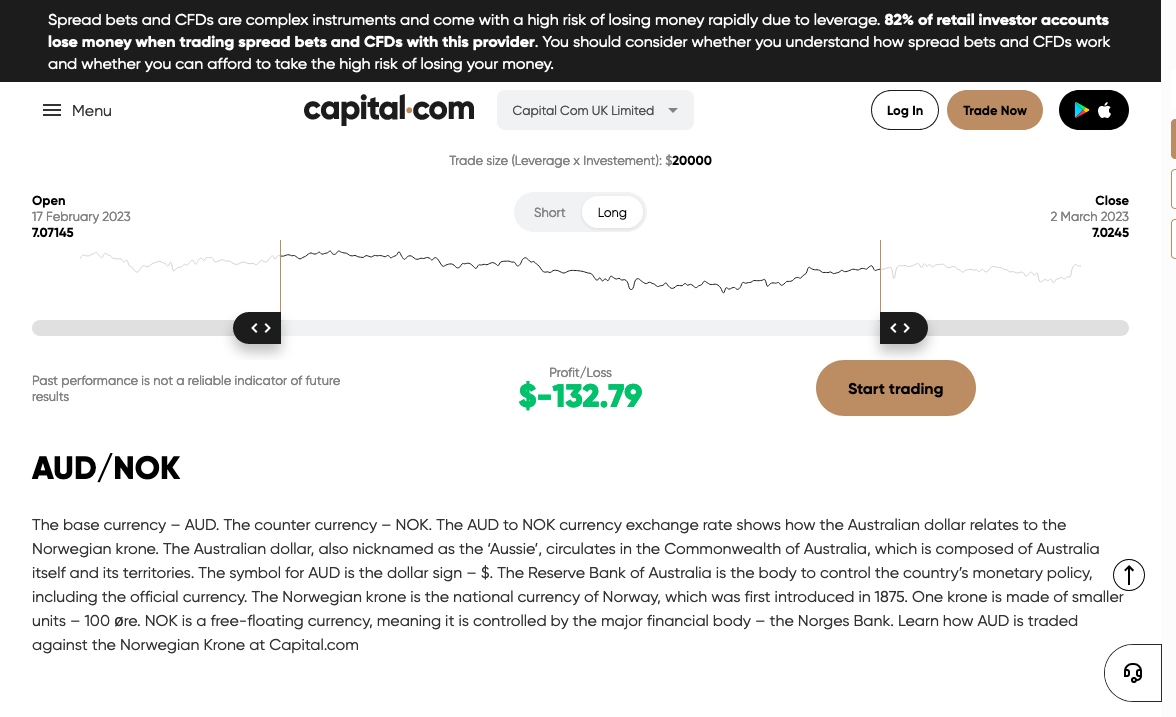 Spread bets and CFDs are complex instruments and come with a high risk of losing money rapidly due to leverage. 82% of retail investor accounts
lose money when trading spread bets and CFDs with this provider. You should consider whether you understand how spread bets and CFDs work
and whether you can afford to take the high risk of losing your money.
Menu
capital.com
Capital Com UK Limited
Log In
Trade Now
Trade size (Leverage x Investement): $20000
Open
17 February 2023
7.07145
Short
Long
Close
2 March 2023
7.0245
Past performance is not a reliable indicator of future
results
Profit/Loss
$-132.79
Start trading
AUD/NOK
The base currency – AUD. The counter currency – NOK. The AUD to NOK currency exchange rate shows how the Australian dollar relates to the
Norwegian krone. The Australian dollar, also nicknamed as the ‘Aussie’, circulates in the Commonwealth of Australia, which is composed of Australia
itself and its territories. The symbol for AUD is the dollar sign – $. The Reserve Bank of Australia is the body to control the country’s monetary policy,
including the official currency. The Norwegian krone is the national currency of Norway, which was first introduced in 1875. One krone is made of smaller
units – 100 øre. NOK is a free-floating currency, meaning it is controlled by the major financial body – the Norges Bank. Learn how AUD is traded
against the Norwegian Krone at Capital.com